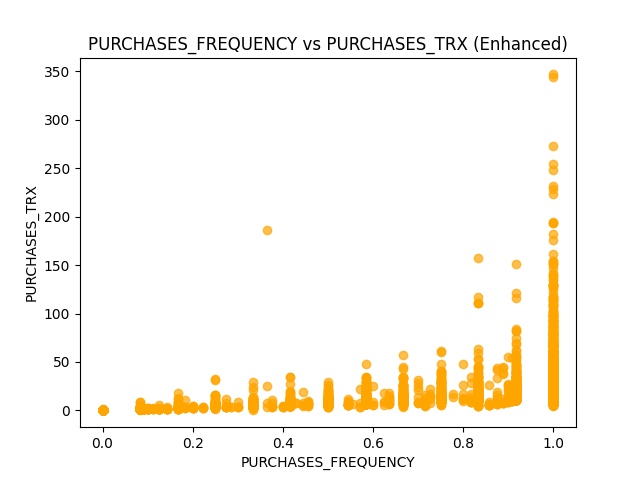 PURCHASES_FREQUENCY vs PURCHASES_TRX (Enhanced)
350
300
250
200
150
100
50
0
PURCHASES_TRX
0.0 0.2 0.4 0.6 0.8 1.0
PURCHASES_FREQUENCY